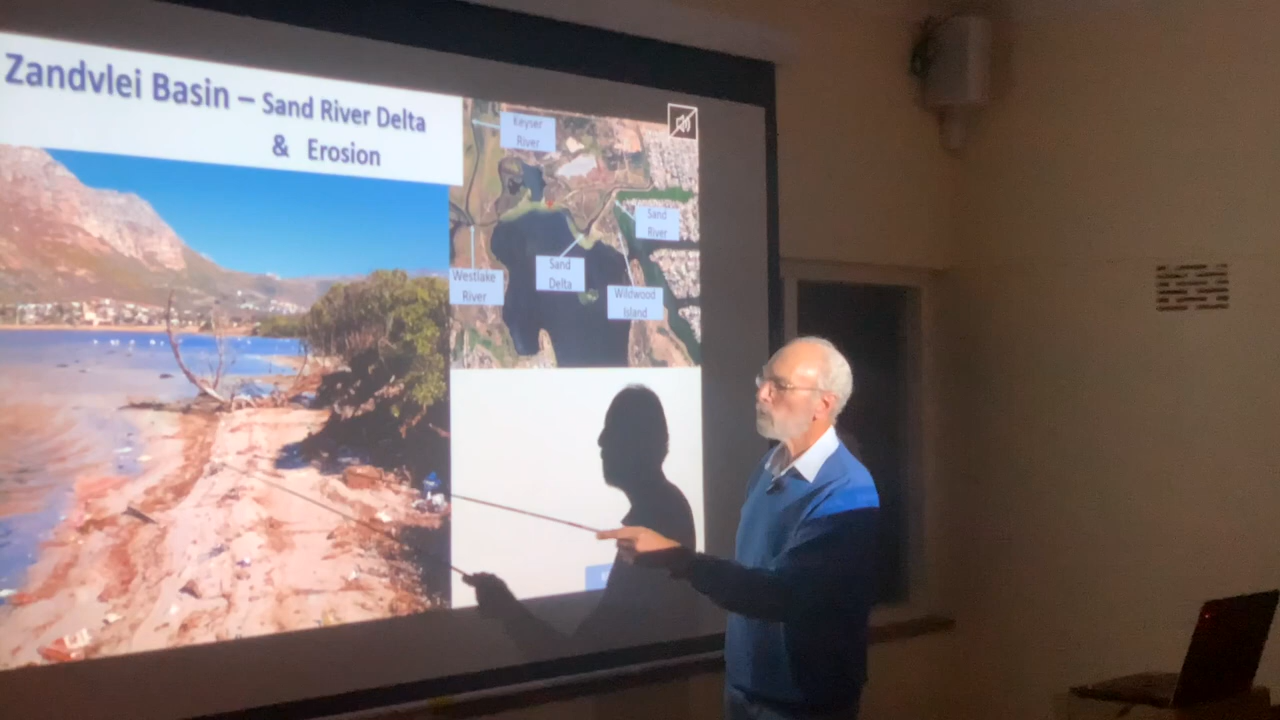 Zandvlei Basin – Sand River Delta
& Erosion
Keyser
River
Sand
River
Sand
Delta
Westlake
River
Wildwood
Island